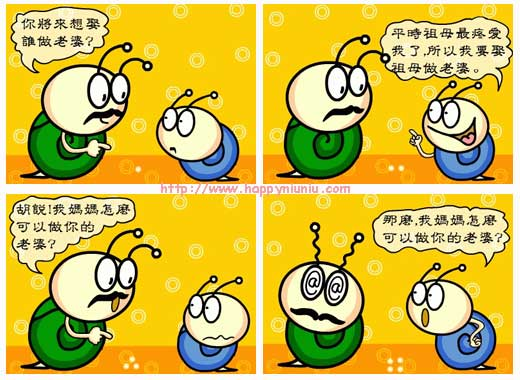 你將來想娶
誰做老婆?
平時祖母最疼愛
我了,所以我要娶
祖母做老婆。
http://www.happyniuniu.com
胡說!我媽媽怎麼
可以做你的
老婆?
那麼,我媽媽怎麼
可以做你的老婆?